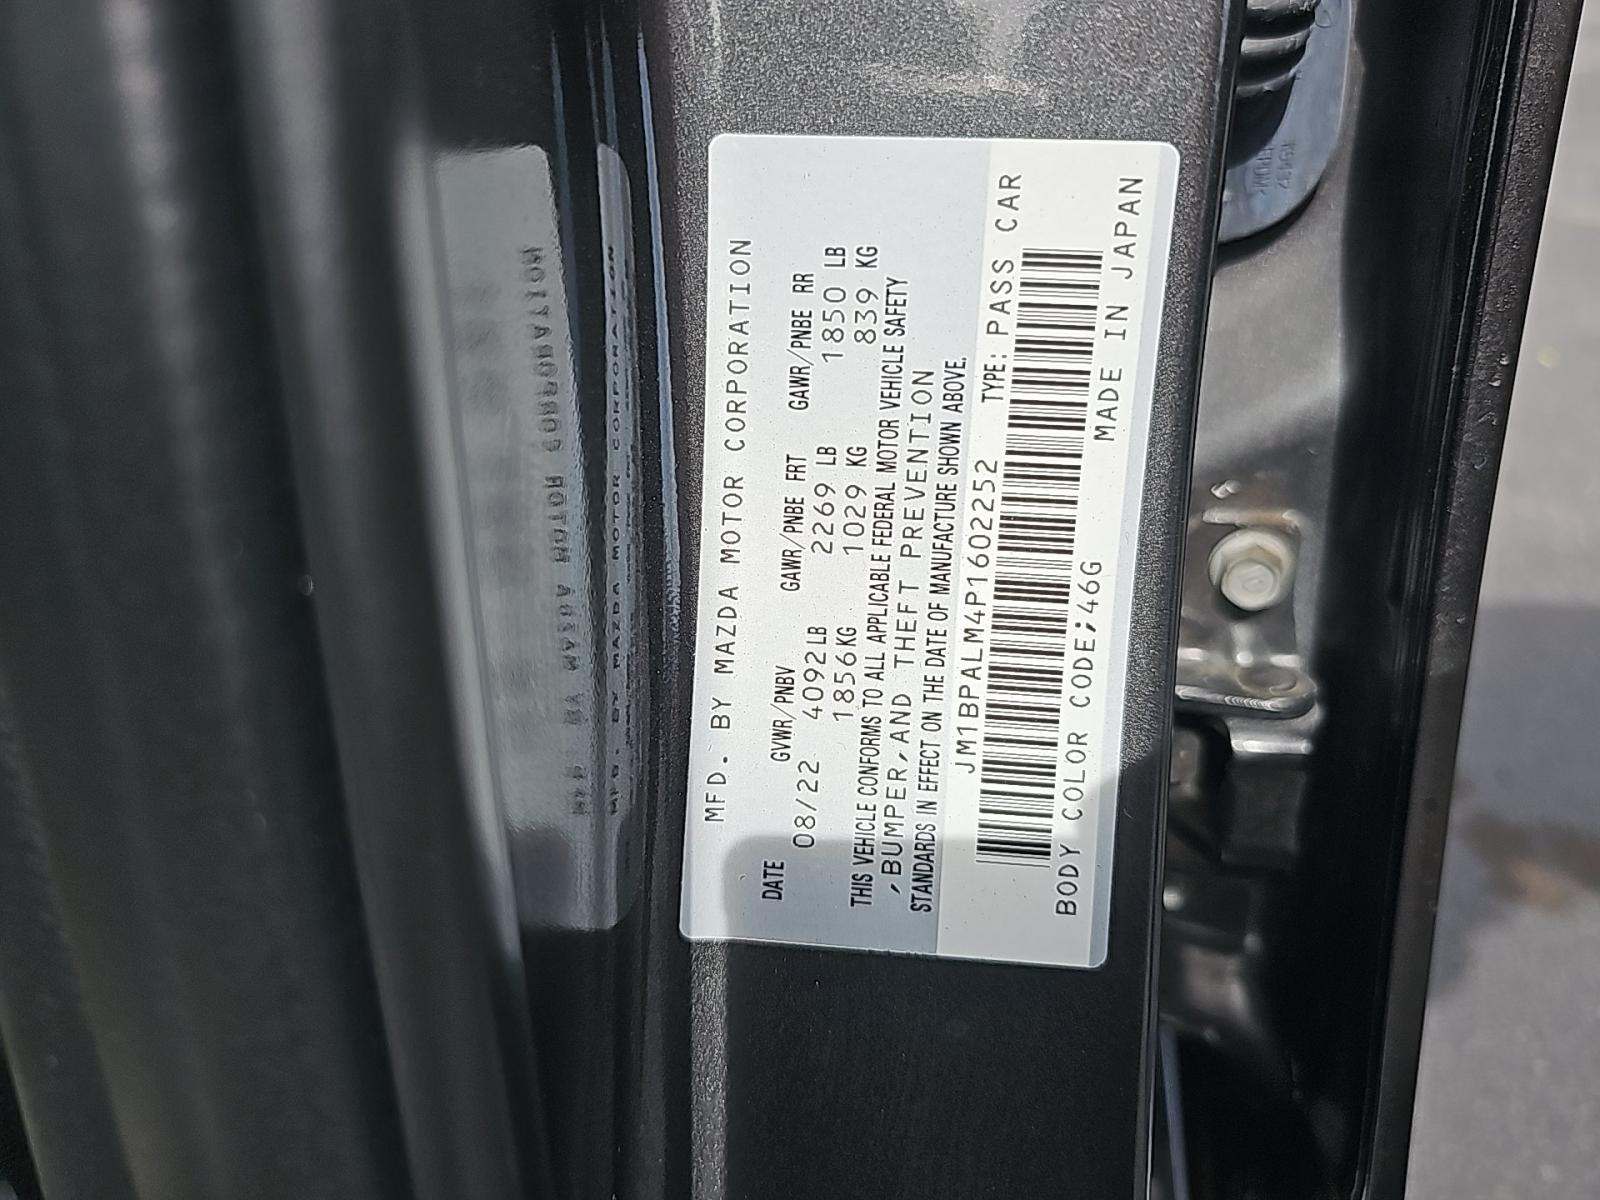 MFD. BY MAZDA MOTOR CORPORATION
DATE GVWR/PNBV GAWR/PNBE FRT GAWR/PNBE RR
08/22 4092LB 2269 LB 1850 LB
1856KG 1029 KG 839 KG
THIS VEHICLE CONFORMS TO ALL APPLICABLE FEDERAL MOTOR VEHICLE SAFETY
,BUMPER,AND THEFT PREVENTION
STANDARDS IN EFFECT ON THE DATE OF MANUFACTURE SHOWN ABOVE.
JM1BPALM4P1602252 TYPE: PASS CAR
BODY COLOR CODE;46G MADE IN JAPAN